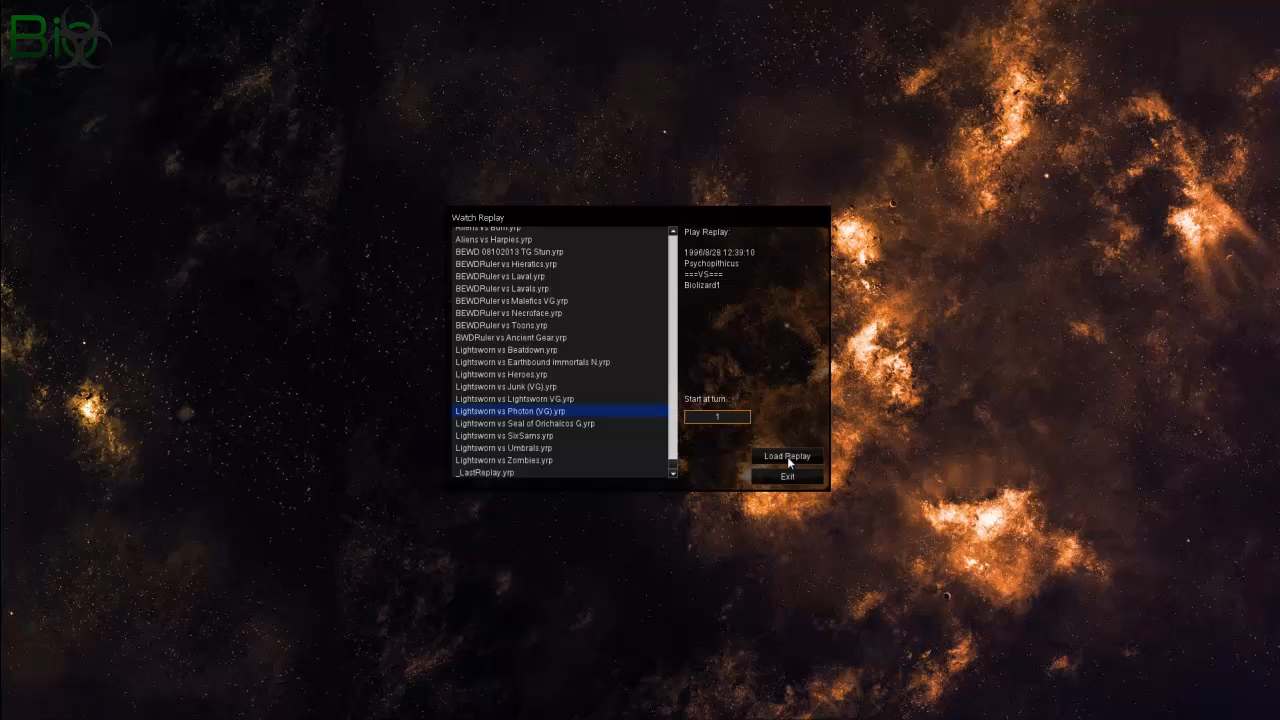 Bio
Watch Replay
Aliens vs Burn.yrp
Aliens vs Harpies.yrp
BEWD 08102013 TG Stun.yrp
BEWDRuler vs Hieratics.yrp
BEWDRuler vs Laval.yrp
BEWDRuler vs Lavals.yrp
BEWDRuler vs Malefics VG.yrp
BEWDRuler vs Necroface.yrp
BEWDRuler vs Toons.yrp
BWDRuler vs Ancient Gear.yrp
Lightsworn vs Beatdown.yrp
Lightsworn vs Earthbound immortals N.yrp
Lightsworn vs Heroes.yrp
Lightsworn vs Junk (VG).yrp
Lightsworn vs Lightsworn VG.yrp
Lightsworn vs Photon (VG).yrp
Lightsworn vs Seal of Orichalcos G.yrp
Lightsworn vs SixSams.yrp
Lightsworn vs Umbrals.yrp
Lightsworn vs Zombies.yrp
_LastReplay.yrp
Play Replay:
1996/8/28 12:39:10
Psychopithicus
===VS===
Biolizard1
Start at turn :
1
Load Replay
Exit